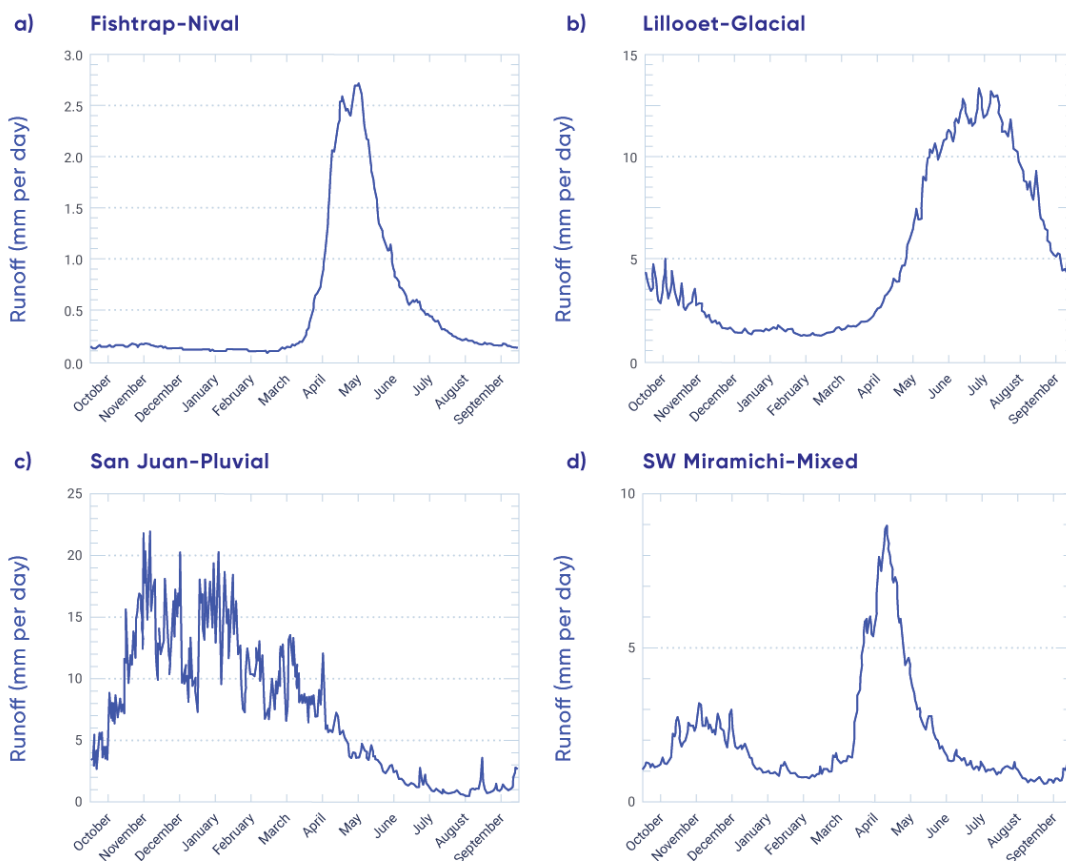 a) Fishtrap-Nival
Runoff (mm per day)
3.0
2.5
2.0
1.5
1.0
0.5
0.0
October November December January February March April May June July August September
b) Lillooet-Glacial
Runoff (mm per day)
15
10
5
0
October November December January February March April May June July August September
c) San Juan-Pluvial
Runoff (mm per day)
25
20
15
10
5
0
October November December January February March April May June July August September
d) SW Miramichi-Mixed
Runoff (mm per day)
10
5
0
October November December January February March April May June July August September